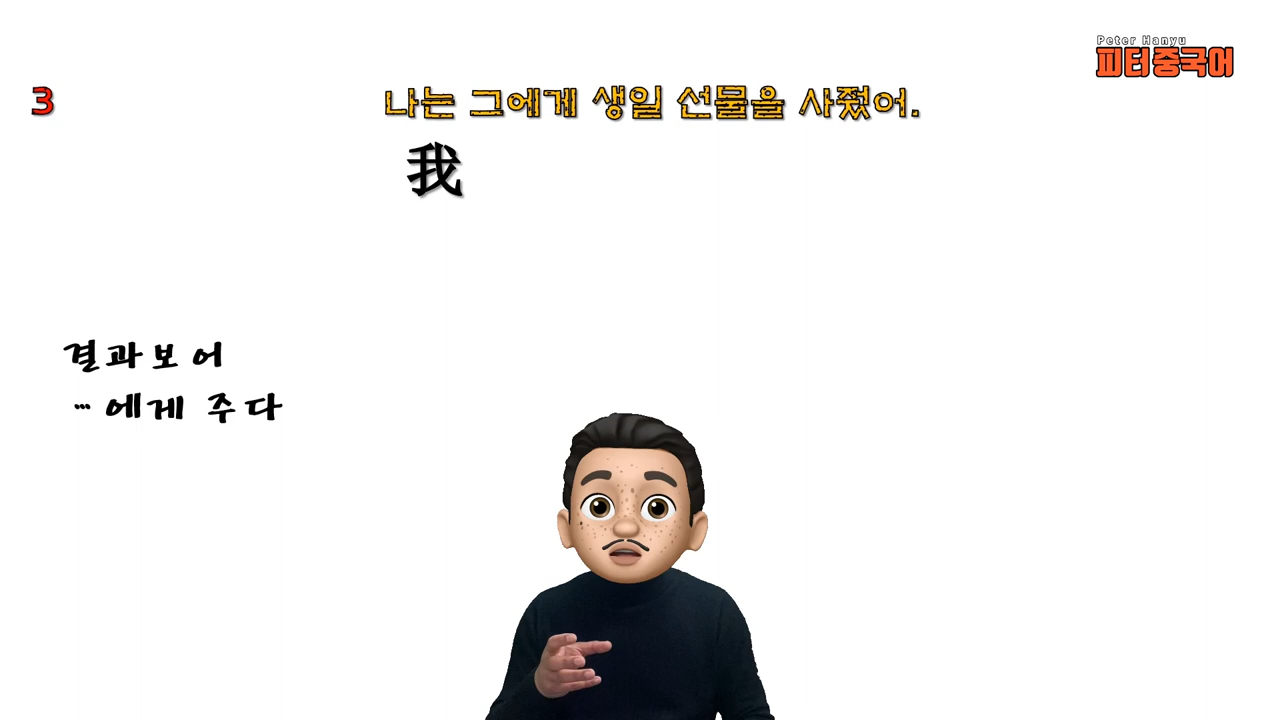 Peter Hanyu
피터중국어
3
나는 그에게 생일 선물을 사줬어.
我
결과보어
...에게 주다